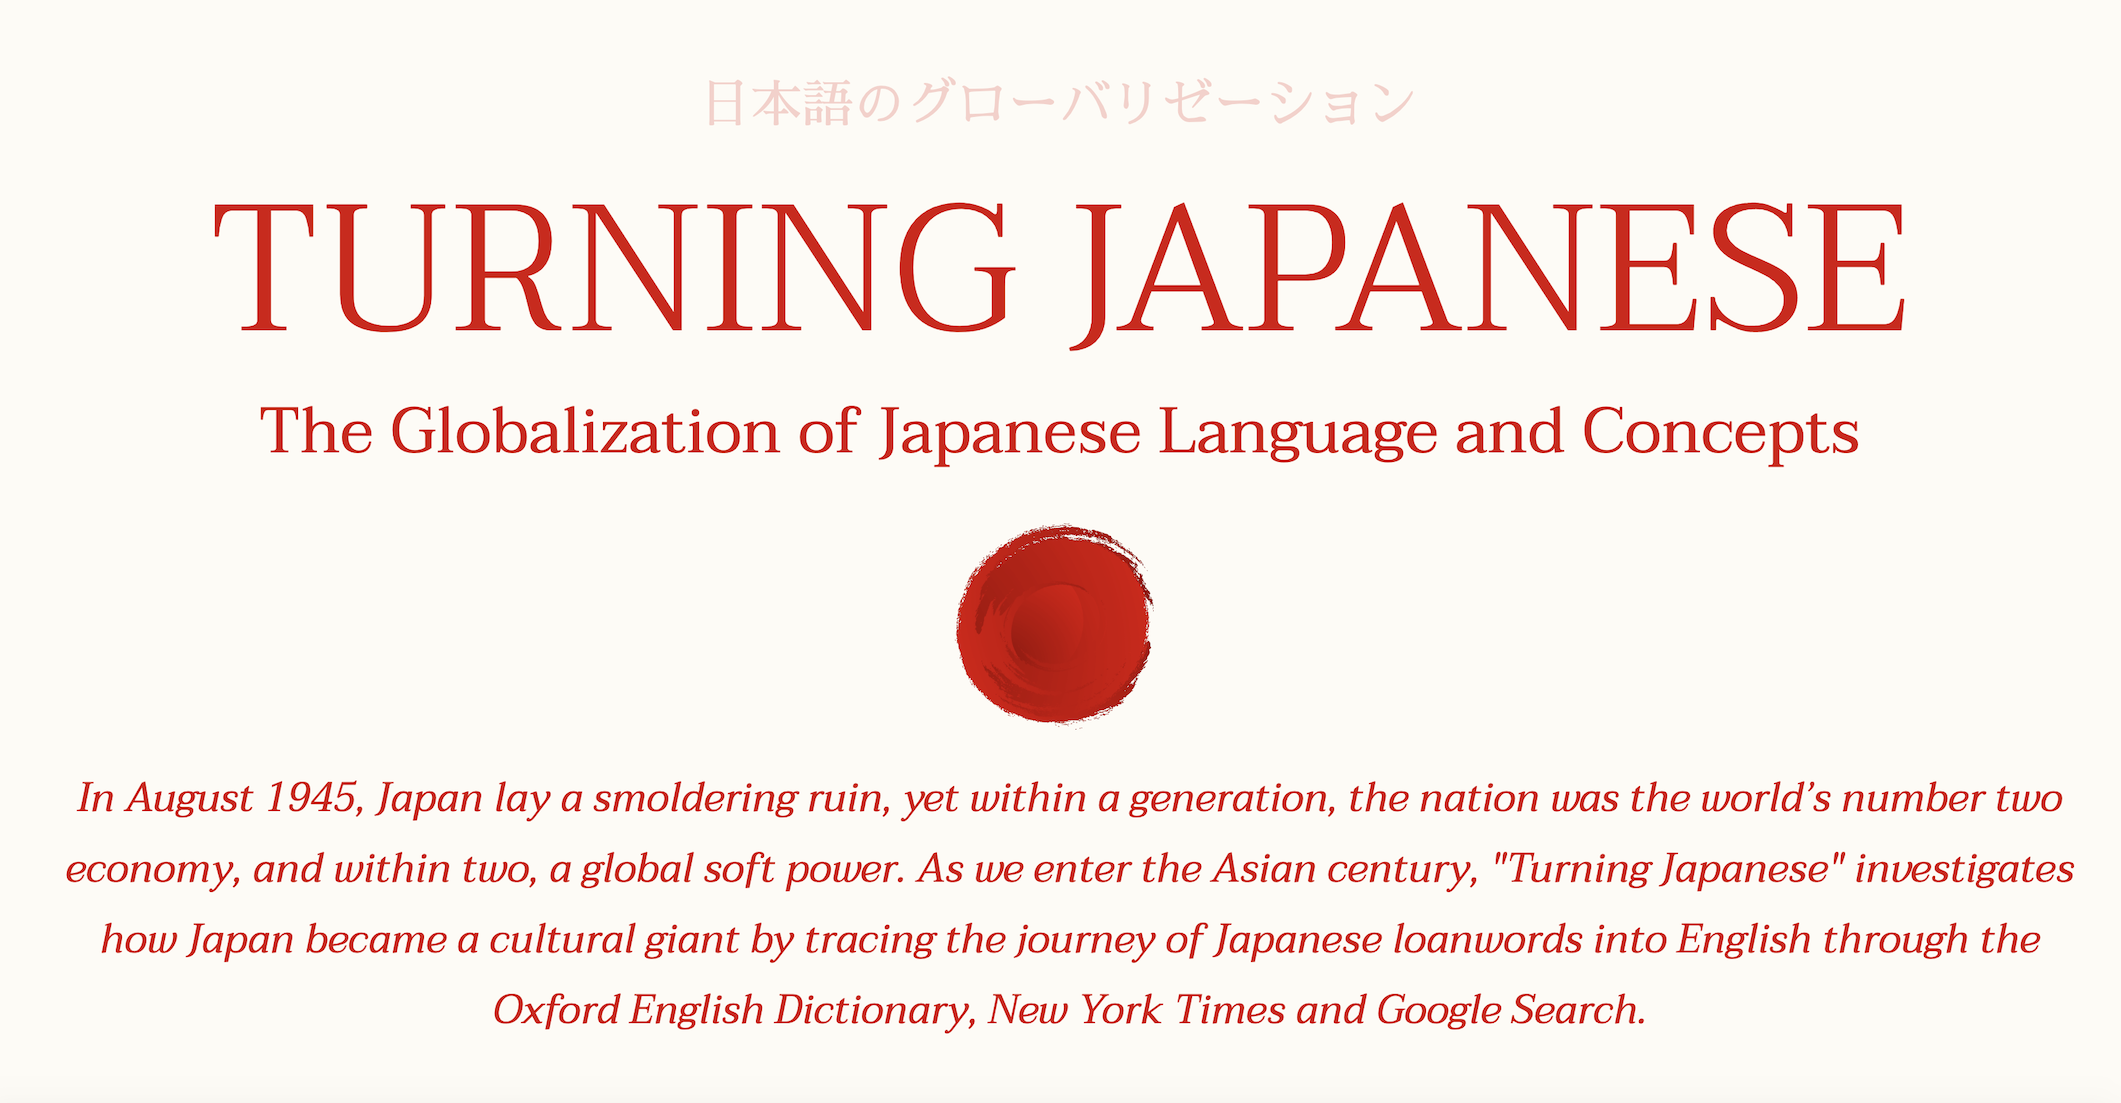 日本語のグローバリゼーション
TURNING JAPANESE
The Globalization of Japanese Language and Concepts
In August 1945, Japan lay a smoldering ruin, yet within a generation, the nation was the world’s number two
economy, and within two, a global soft power. As we enter the Asian century, "Turning Japanese" investigates
how Japan became a cultural giant by tracing the journey of Japanese loanwords into English through the
Oxford English Dictionary, New York Times and Google Search.